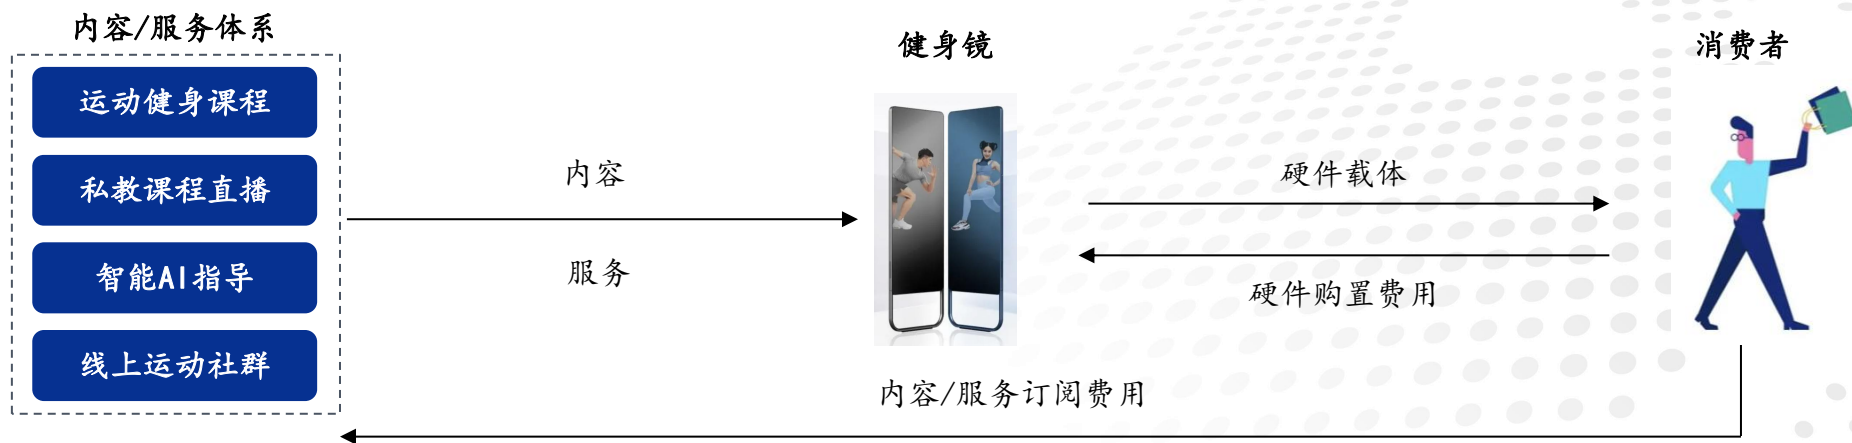 内容/服务体系
健身镜
消费者
运动健身课程
私教课程直播
智能AI指导
线上运动社群
内容
服务
硬件载体
硬件购置费用
内容/服务订阅费用